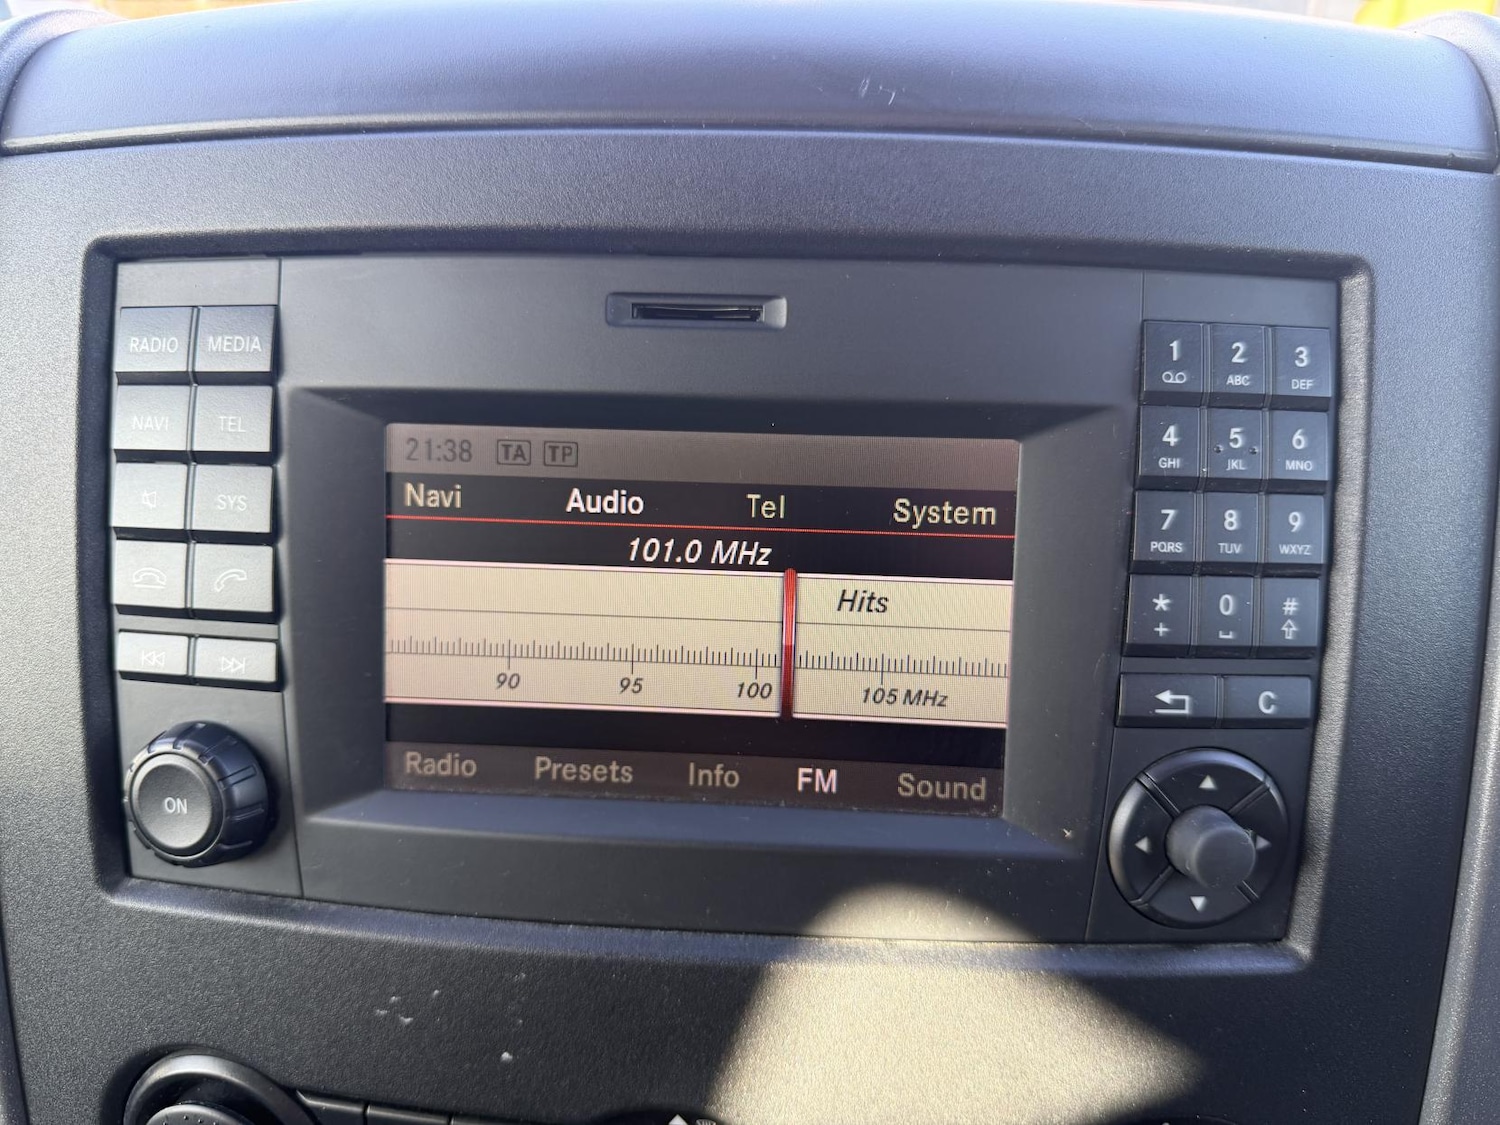 RADIO MEDIA
NAVI TEL
SYS
ON
21:38 TA TP
Navi Audio Tel System
101.0 MHz
Hits
90 95 100 105 MHz
Radio Presets Info FM Sound
1 2 3
ABC DEF
4 5 6
GHI JKL MNO
7 8 9
PQRS TUV WXYZ
* 0 #
+
C